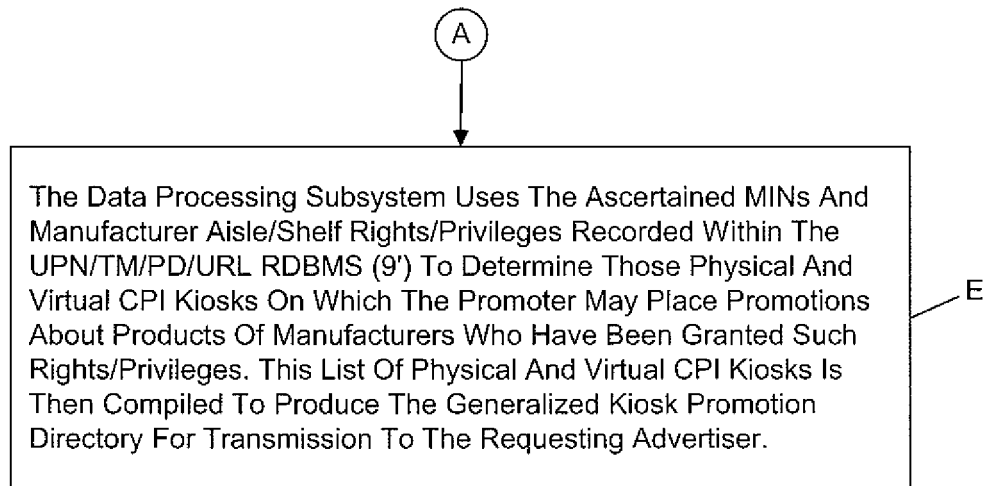 A
The Data Processing Subsystem Uses The Ascertained MINs And
Manufacturer Aisle/Shelf Rights/Privileges Recorded Within The
UPN/TM/PD/URL RDBMS (9') To Determine Those Physical And
Virtual CPI Kiosks On Which The Promoter May Place Promotions
About Products Of Manufacturers Who Have Been Granted Such
Rights/Privileges. This List Of Physical And Virtual CPI Kiosks Is
Then Compiled To Produce The Generalized Kiosk Promotion
Directory For Transmission To The Requesting Advertiser.
E